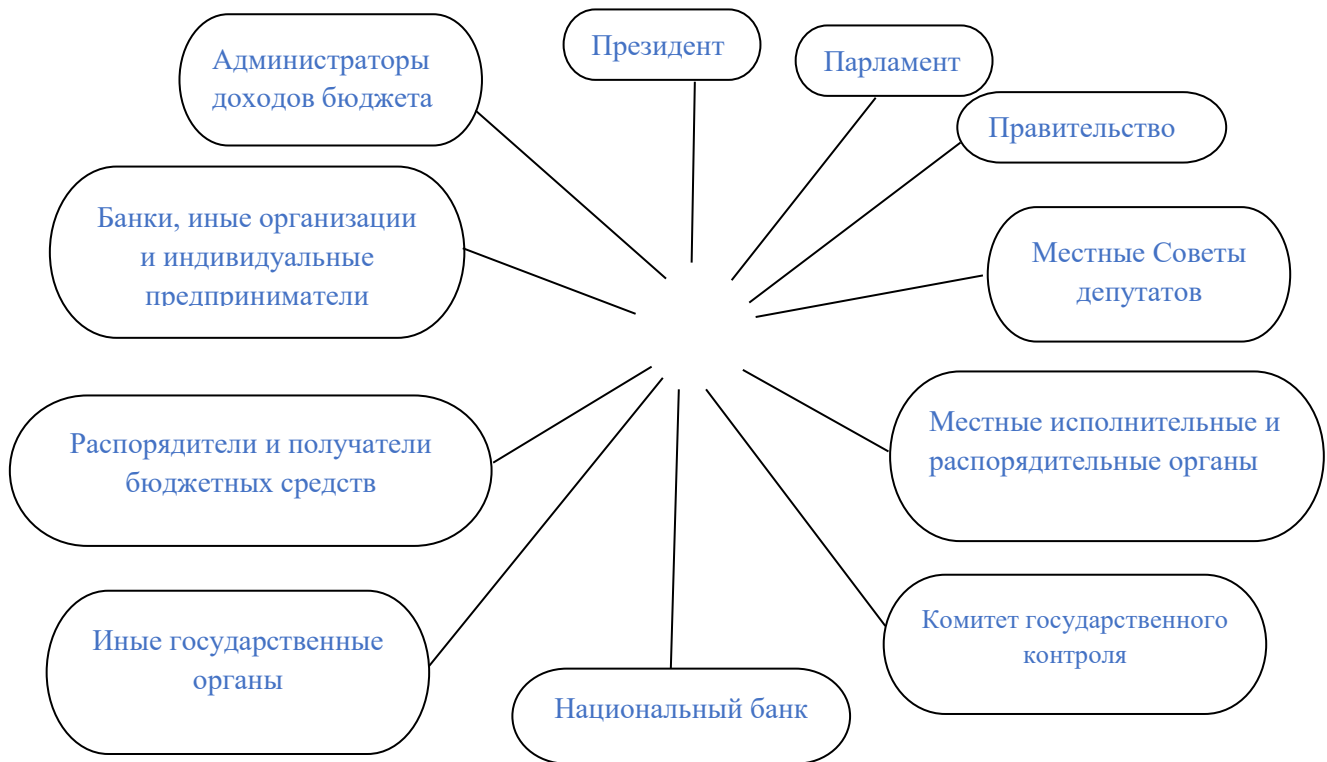 Президент
Парламент
Администраторы
доходов бюджета
Правительство
Банки, иные организации
и индивидуальные
предприниматели
Местные Советы
депутатов
Распорядители и получатели
бюджетных средств
Местные исполнительные и
распорядительные органы
Иные государственные
органы
Комитет государственного
контроля
Национальный банк